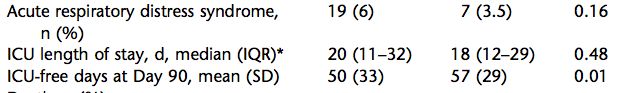 Acute respiratory distress syndrome, 19 (6) 7 (3.5) 0.16
n (%)
ICU length of stay, d, median (IQR)* 20 (11–32) 18 (12–29) 0.48
ICU-free days at Day 90, mean (SD) 50 (33) 57 (29) 0.01